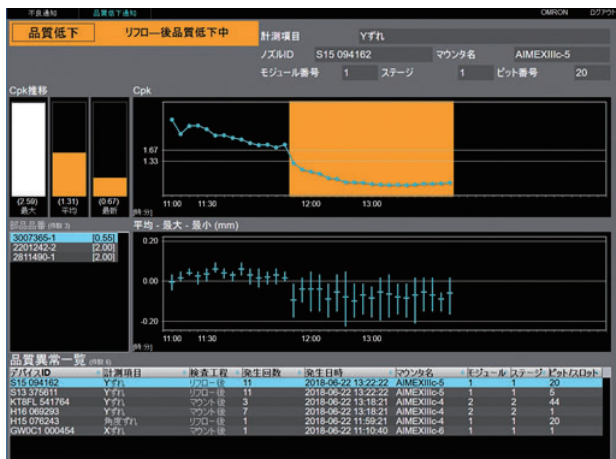 不良通知 品質低下通知 OMRON ログアウト
品質低下 リフロー後品質低下中
計測項目 Yずれ
ノズルID S15 094162 マウンタ名 AIMEXIIIc-5
モジュール番号 1 ステージ 1 ピット番号 20
Cpk推移 Cpk
1.67
1.33
(2.59) (1.31) (0.67)
最大 平均 最新
[時:分] 11:00 11:30 12:00 13:00
部品品番 (件数 3) 平均 - 最大 - 最小 (mm)
3007365-1 [0.55]
2201242-2 [2.00]
2811490-1 [2.00]
0.20
0.00
-0.20
[時:分] 11:00 11:30 12:00 13:00
品質異常一覧 (件数 6)
デバイスID 計測項目 検査工程 発生回数 発生日時 マウンタ名 モジュール ステージ ピット/スロット
S15 094162 Yずれ リフロー後 11 2018-06-22 13:22:22 AIMEXIIIc-5 1 1 20
S13 375611 Yずれ リフロー後 11 2018-06-22 13:22:22 AIMEXIIIc-5 1 1 5
KT8FL 541764 Yずれ マウント後 3 2018-06-22 13:18:21 AIMEXIIIc-4 2 2 44
H16 069293 Yずれ マウント後 7 2018-06-22 13:18:21 AIMEXIIIc-4 2 2 1
H15 076243 角度ずれ リフロー後 1 2018-06-22 11:59:21 AIMEXIIIc-4 1 1 20
GW0C1 000454 Xずれ マウント後 1 2018-06-22 11:10:40 AIMEXIIIc-6 1 1 1